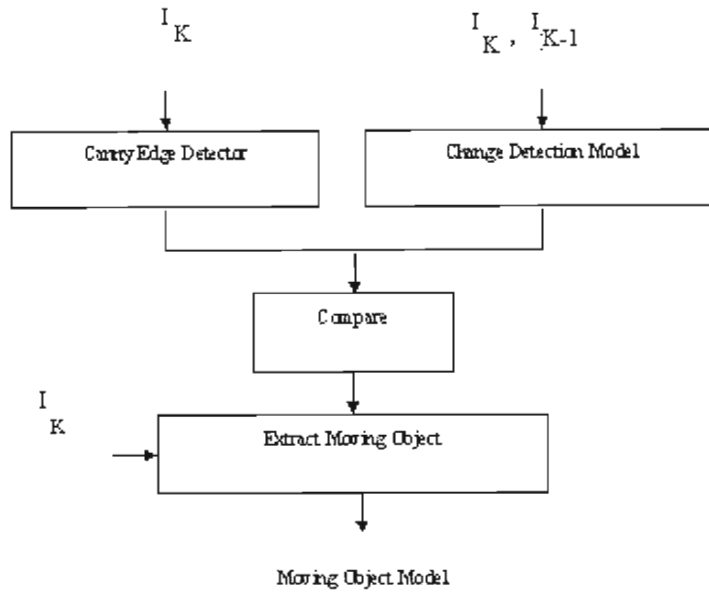 I K
I K , I K-1
Canny Edge Detector
Change Detection Model
Compare
I K
Extract Moving Object
Moving Object Model